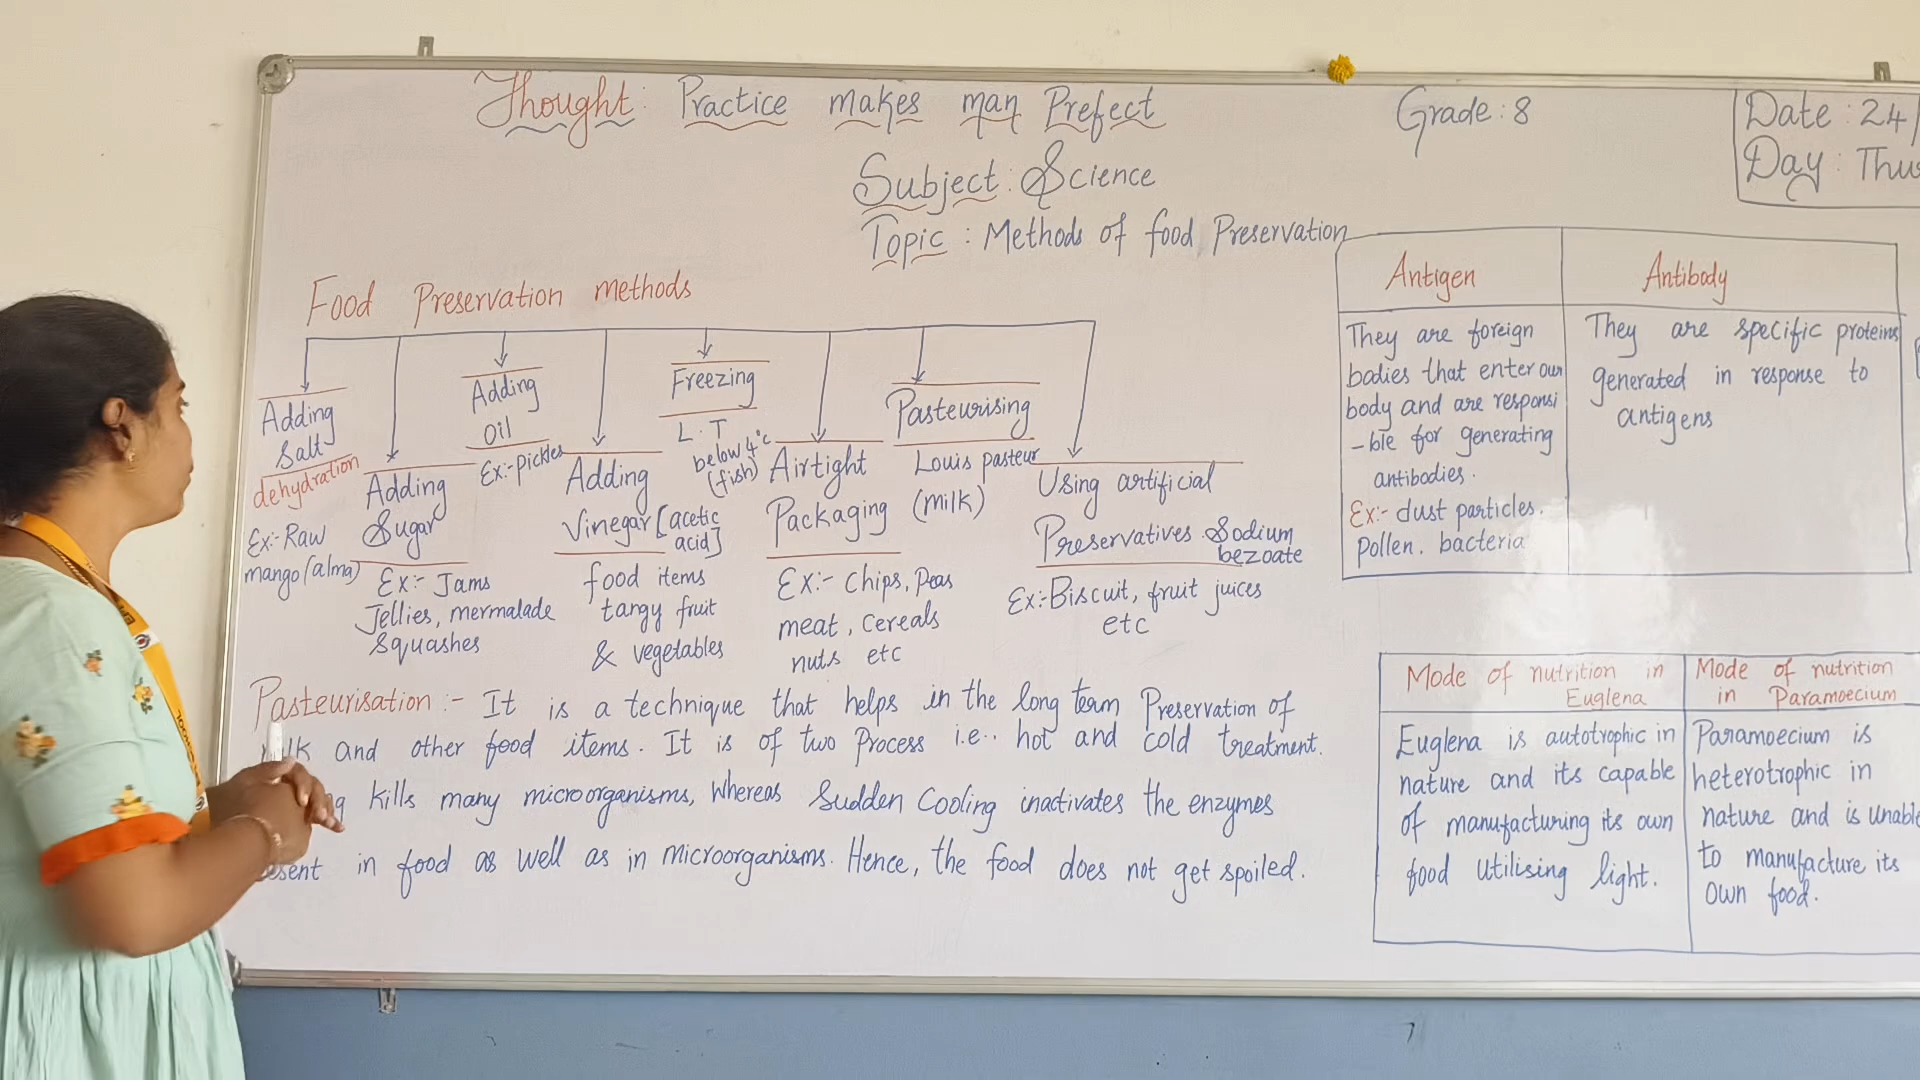 Thought: Practice makes man Prefect
Grade: 8
Date: 24/
Day: Thu
Subject: Science
Topic: Methods of food Preservation
Food Preservation methods
Adding
Salt
dehydration
Ex:- Raw
mango (alma)
Adding
Sugar
Ex:- Jams
Jellies, mermalade
Squashes
Adding
Oil
Ex:- pickles
Adding
Vinegar [acetic
acid]
food items
tangy fruit
& vegetables
Freezing
L.T
below 4°c
(fish)
Airtight
Packaging
Ex:- chips, Peas
meat, cereals
nuts etc
Pasteurising
Louis pasteur
(milk)
Using artificial
Preservatives. Sodium
bezoate
Ex:- Biscuit, fruit juices
etc
Pasteurisation :- It is a technique that helps in the long term Preservation of
and other food items. It is of two Process i.e.. hot and cold treatment.
kills many microorganisms, whereas Sudden Cooling inactivates the enzymes
in food as well as in microorganisms. Hence, the food does not get spoiled.
Antigen
They are foreign
bodies that enter our
body and are responsi
-ble for generating
antibodies.
Ex:- dust particles.
pollen. bacteria
Antibody
They are specific proteins
generated in response to
antigens
Mode of nutrition in
Euglena
Euglena is autotrophic in
nature and its capable
of manufacturing its own
food utilising light.
Mode of nutrition
in Paramoecium
Paramoecium is
heterotrophic in
nature and is unable
to manufacture its
own food.